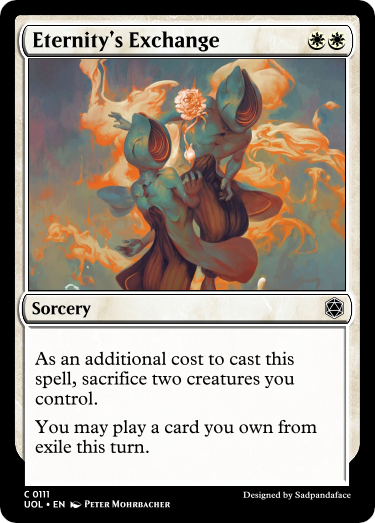 Eternity's Exchange
Sorcery
As an additional cost to cast this
spell, sacrifice two creatures you
control.
You may play a card you own from
exile this turn.
C 0111
UOL • EN Peter Mohrbacher
Designed by Sadpandaface